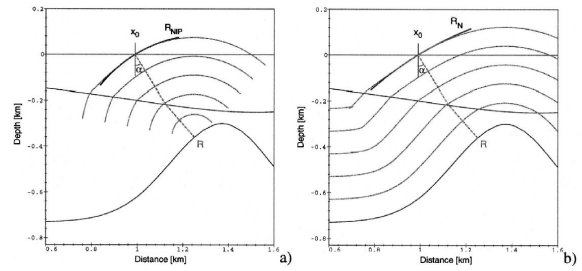 x₀
R_NIP
α
R
0.2
0
-0.2
-0.4
-0.6
-0.8
Depth [km]
0.6
0.8
1
1.2
1.4
1.6
Distance [km]
a)
x₀
R_N
α
R
0.2
0
-0.2
-0.4
-0.6
-0.8
Depth [km]
0.6
0.8
1
1.2
1.4
1.6
Distance [km]
b)